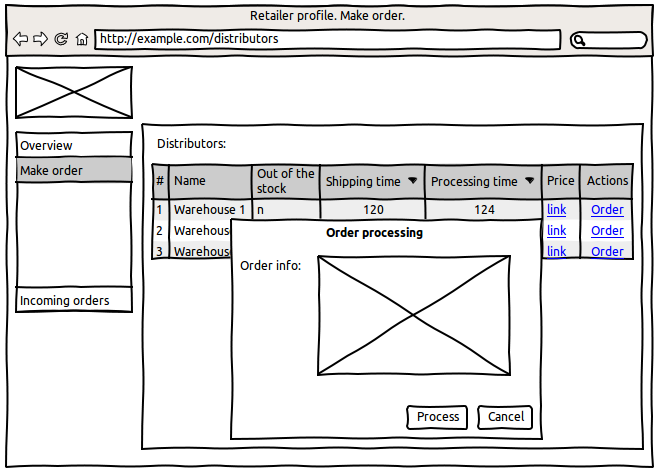 Retailer profile. Make order.
http://example.com/distributors
Overview
Make order
Incoming orders
Distributors:
# Name Out of the stock Shipping time Processing time Price Actions
1 Warehouse 1 n 120 124 link Order
2 Warehouse link Order
3 Warehouse link Order
Order processing
Order info:
Process Cancel